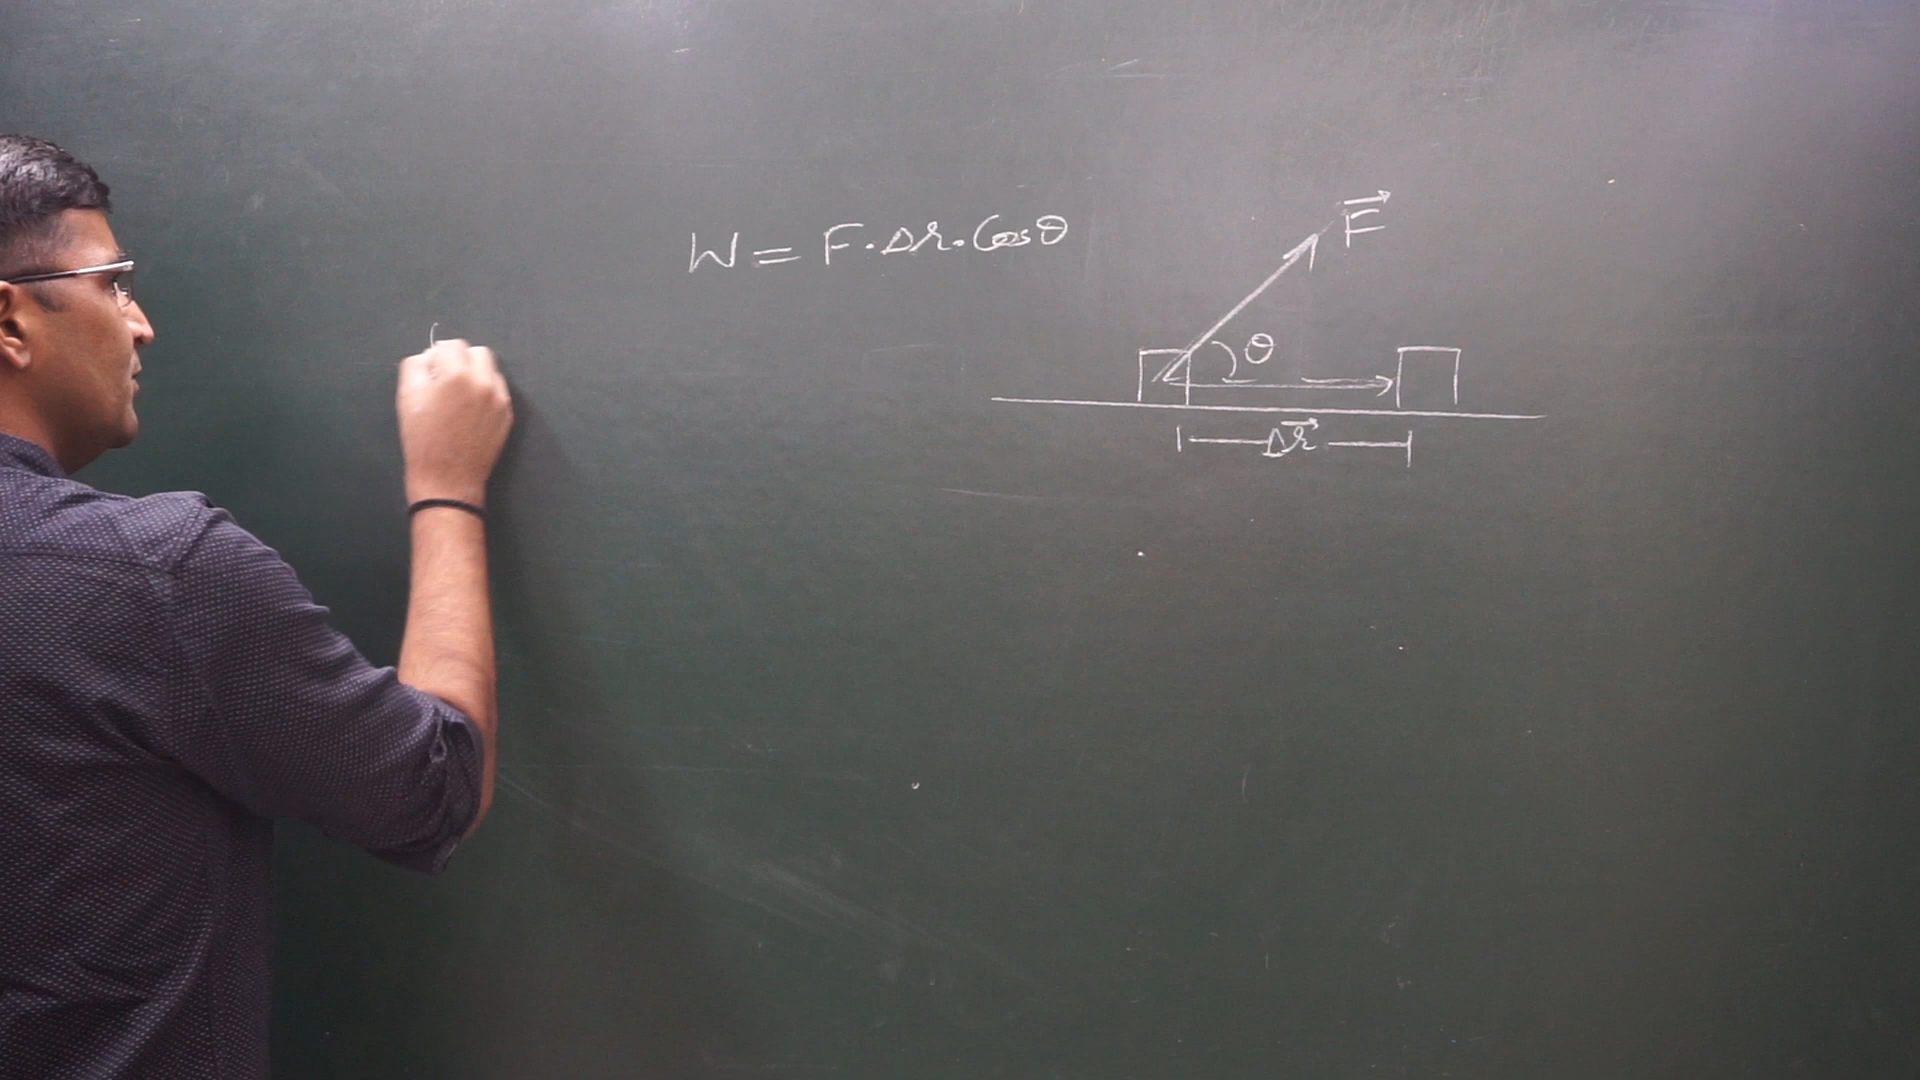 W = F·Δr·Cosθ
F⃗
θ
Δr⃗